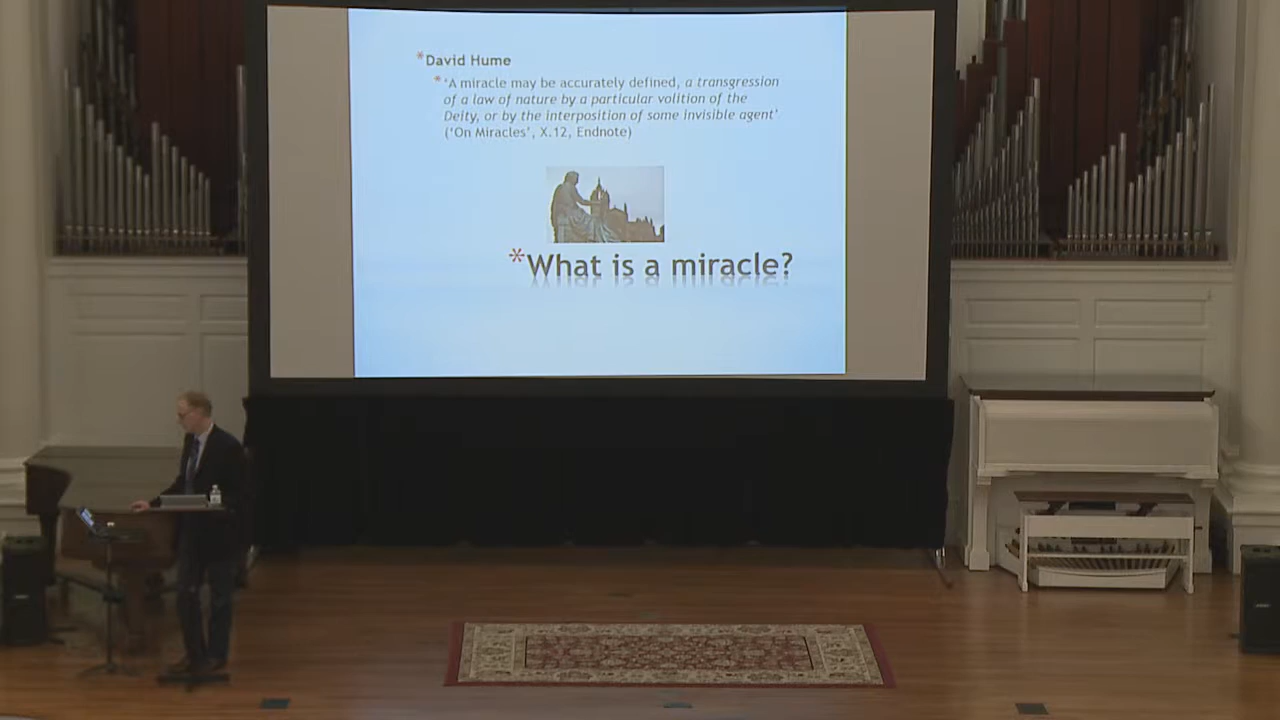 *David Hume
*'A miracle may be accurately defined, a transgression
of a law of nature by a particular volition of the
Deity, or by the interposition of some invisible agent'
('On Miracles', X.12, Endnote)
*What is a miracle?